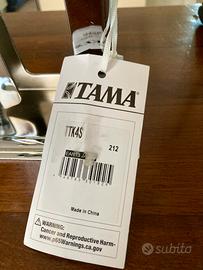 TAMA
TTK4S
212
Made in China
WARNING:
Cancer and Reproductive Harm-
www.p65Warnings.ca.gov
subito